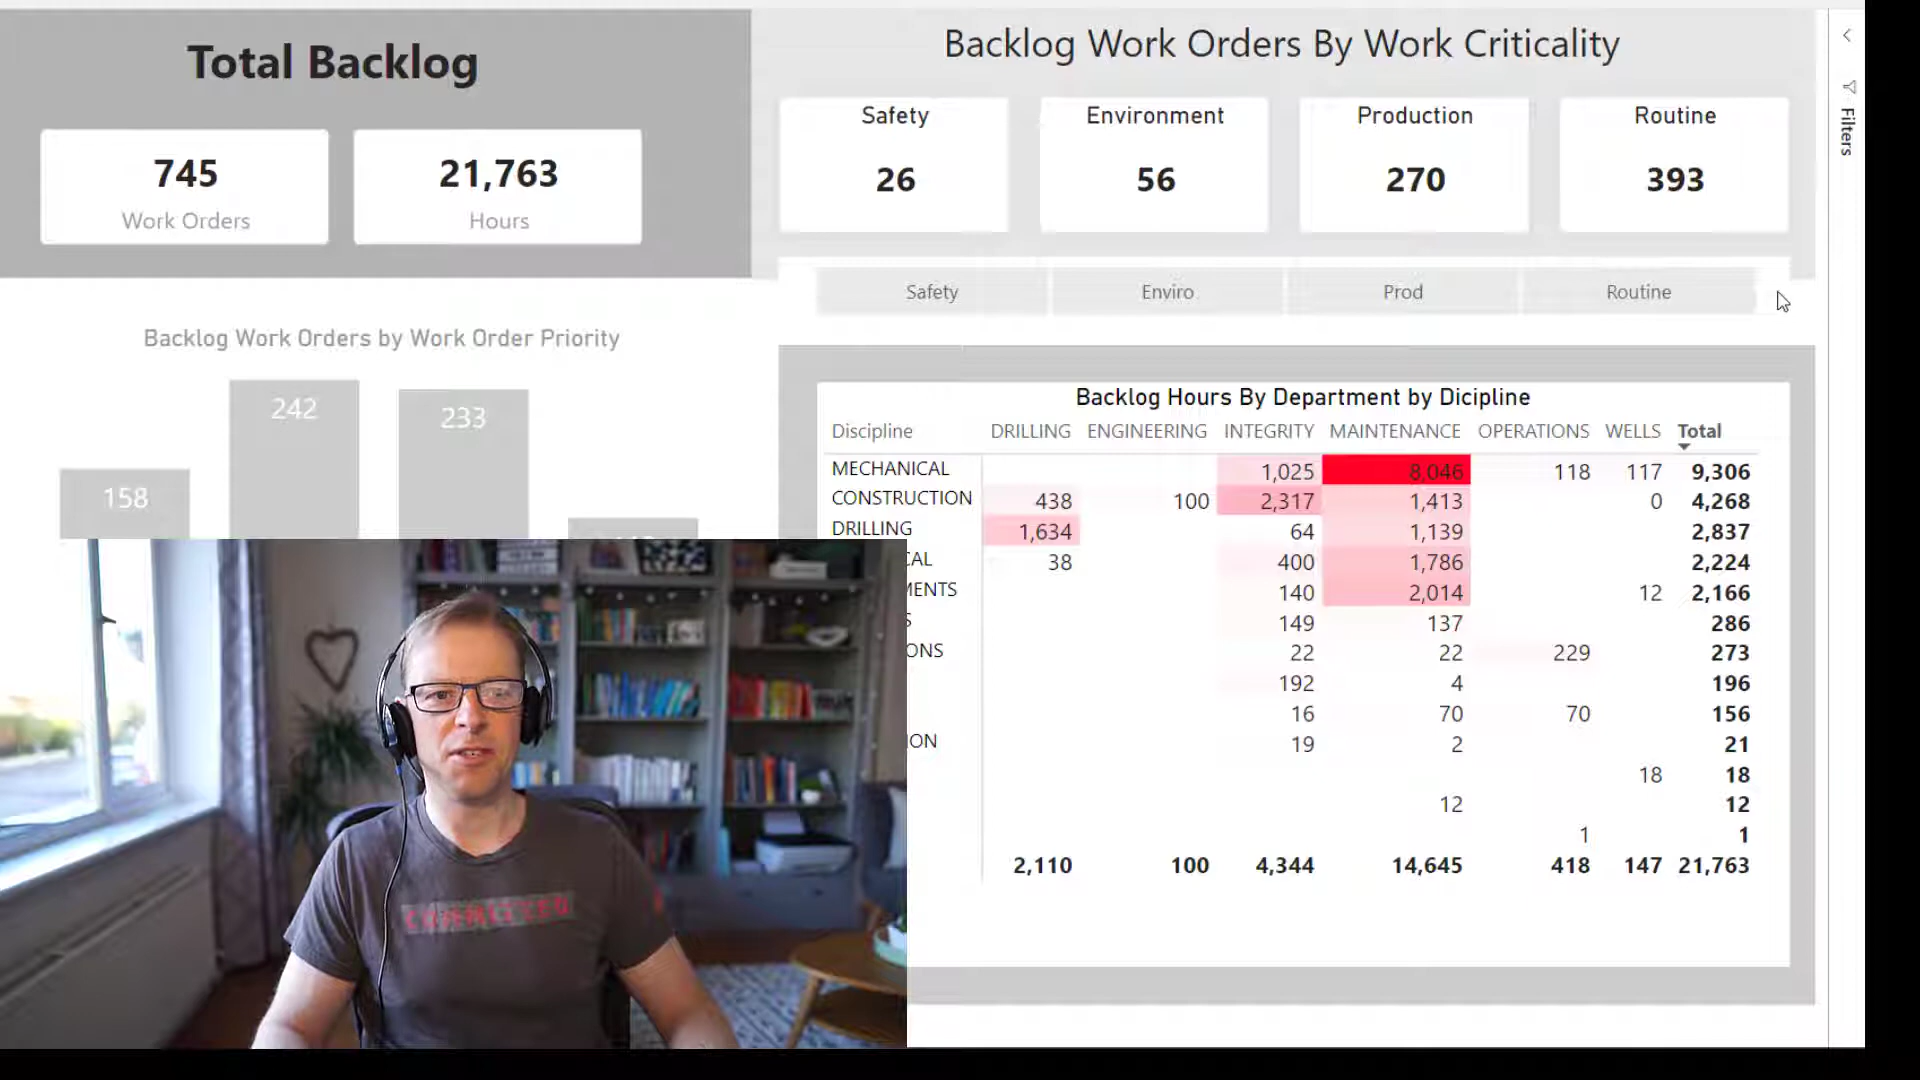 Total Backlog
745
Work Orders
21,763
Hours
Backlog Work Orders By Work Criticality
Safety
26
Environment
56
Production
270
Routine
393
Safety Enviro Prod Routine
Filters
Backlog Work Orders by Work Order Priority
158
242
233
Backlog Hours By Department by Dicipline
Discipline DRILLING ENGINEERING INTEGRITY MAINTENANCE OPERATIONS WELLS Total
MECHANICAL 1,025 8,046 118 117 9,306
CONSTRUCTION 438 100 2,317 1,413 0 4,268
DRILLING 1,634 64 1,139 2,837
CAL 38 400 1,786 2,224
MENTS 140 2,014 12 2,166
S 149 137 286
ONS 22 22 229 273
192 4 196
16 70 70 156
ION 19 2 21
18 18
12 12
1 1
2,110 100 4,344 14,645 418 147 21,763
COMMITTED